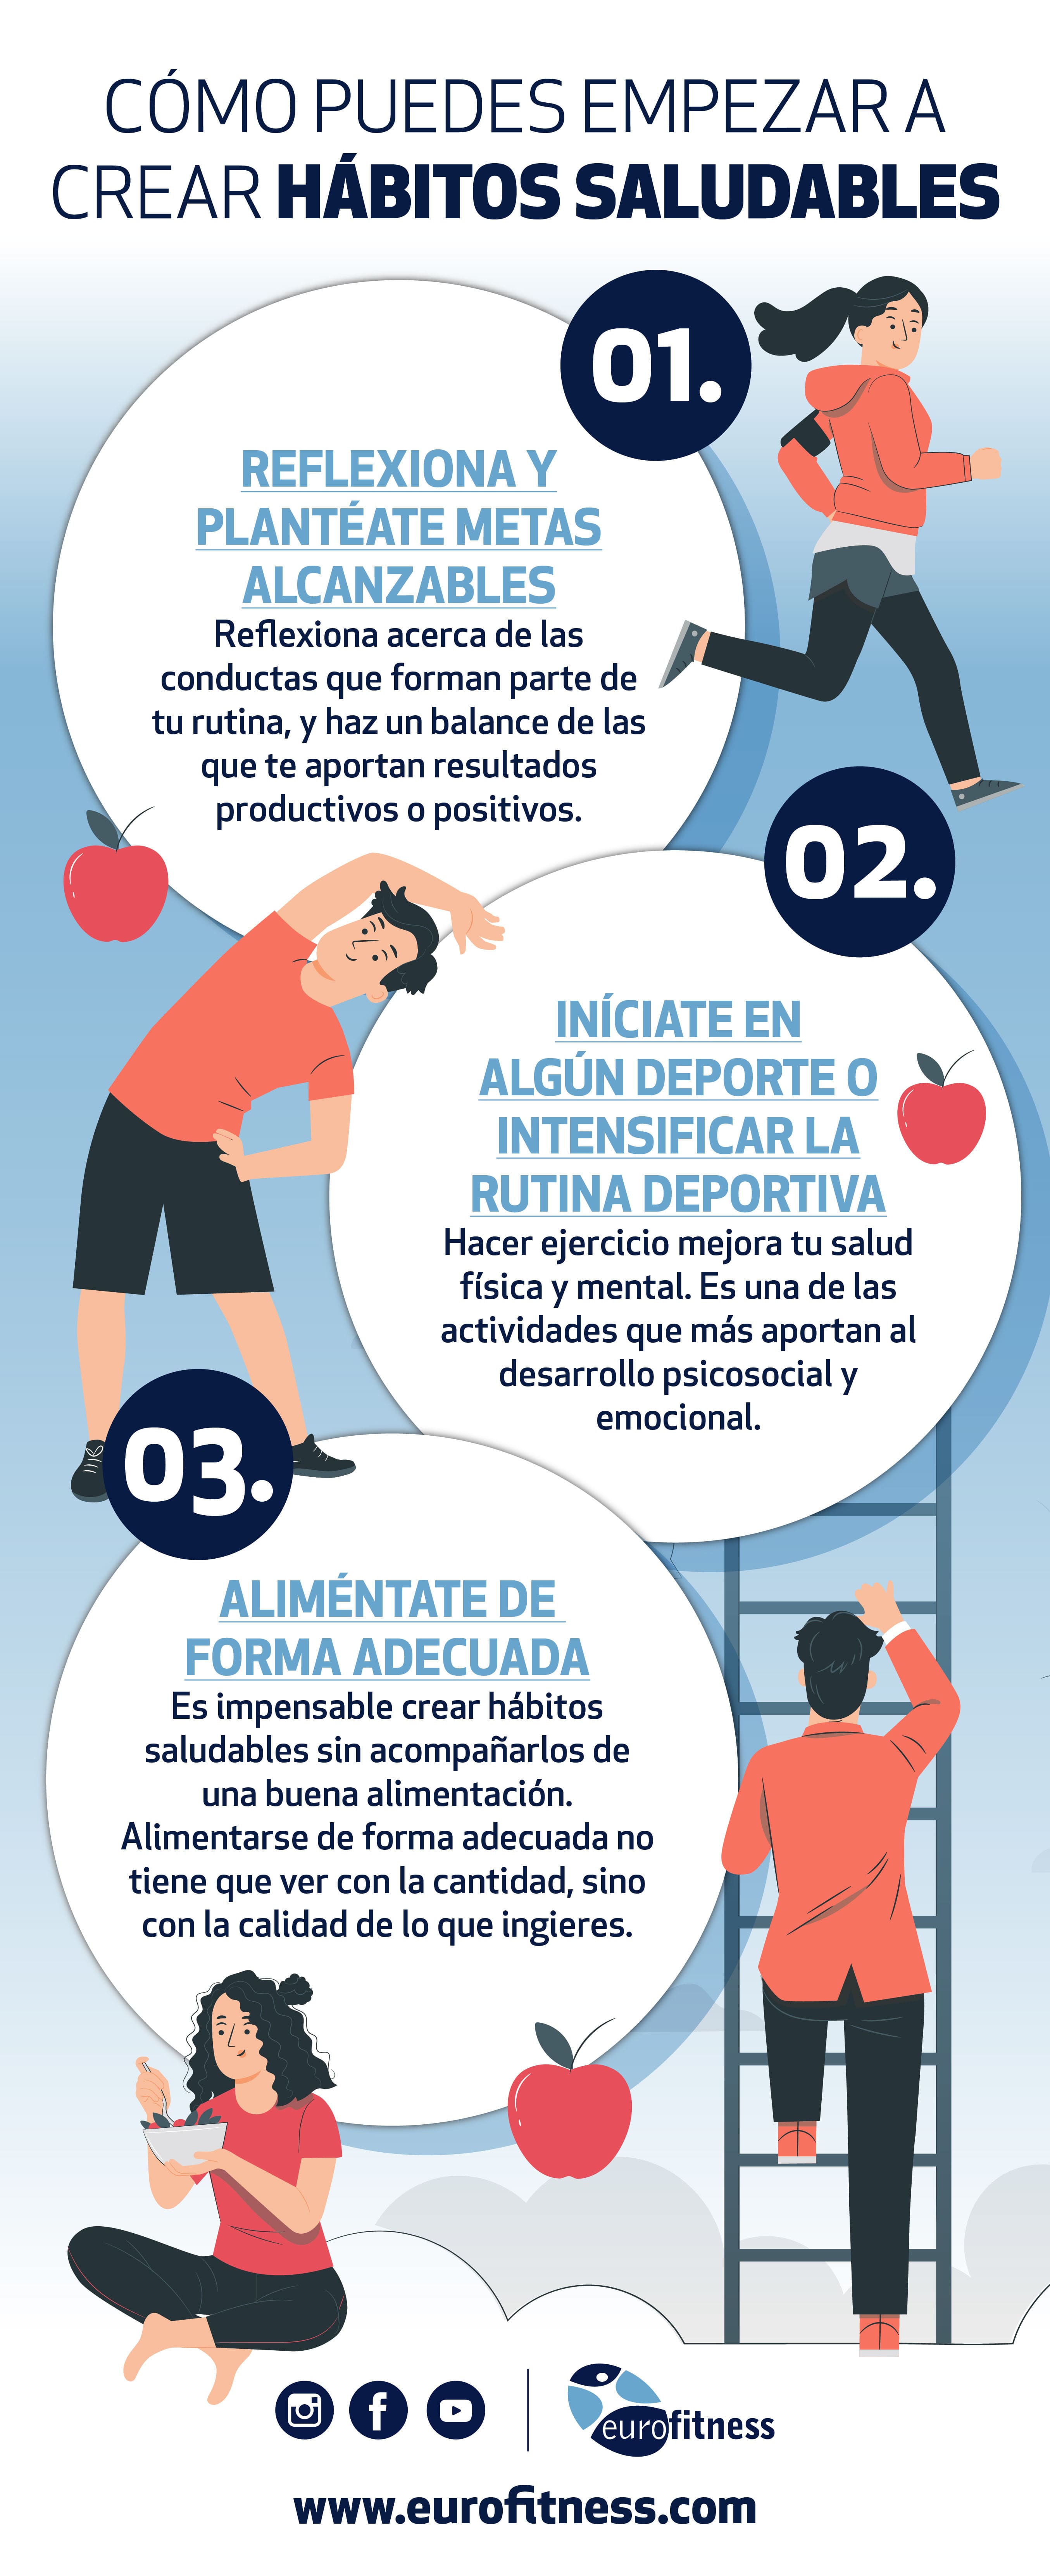 CÓMO PUEDES EMPEZAR A
CREAR HÁBITOS SALUDABLES
01.
REFLEXIONA Y
PLANTÉATE METAS
ALCANZABLES
Reflexiona acerca de las
conductas que forman parte de
tu rutina, y haz un balance de las
que te aportan resultados
productivos o positivos.
02.
INÍCIATE EN
ALGÚN DEPORTE O
INTENSIFICAR LA
RUTINA DEPORTIVA
Hacer ejercicio mejora tu salud
física y mental. Es una de las
actividades que más aportan al
desarrollo psicosocial y
emocional.
03.
ALIMÉNTATE DE
FORMA ADECUADA
Es impensable crear hábitos
saludables sin acompañarlos de
una buena alimentación.
Alimentarse de forma adecuada no
tiene que ver con la cantidad, sino
con la calidad de lo que ingieres.
eurofitness
www.eurofitness.com